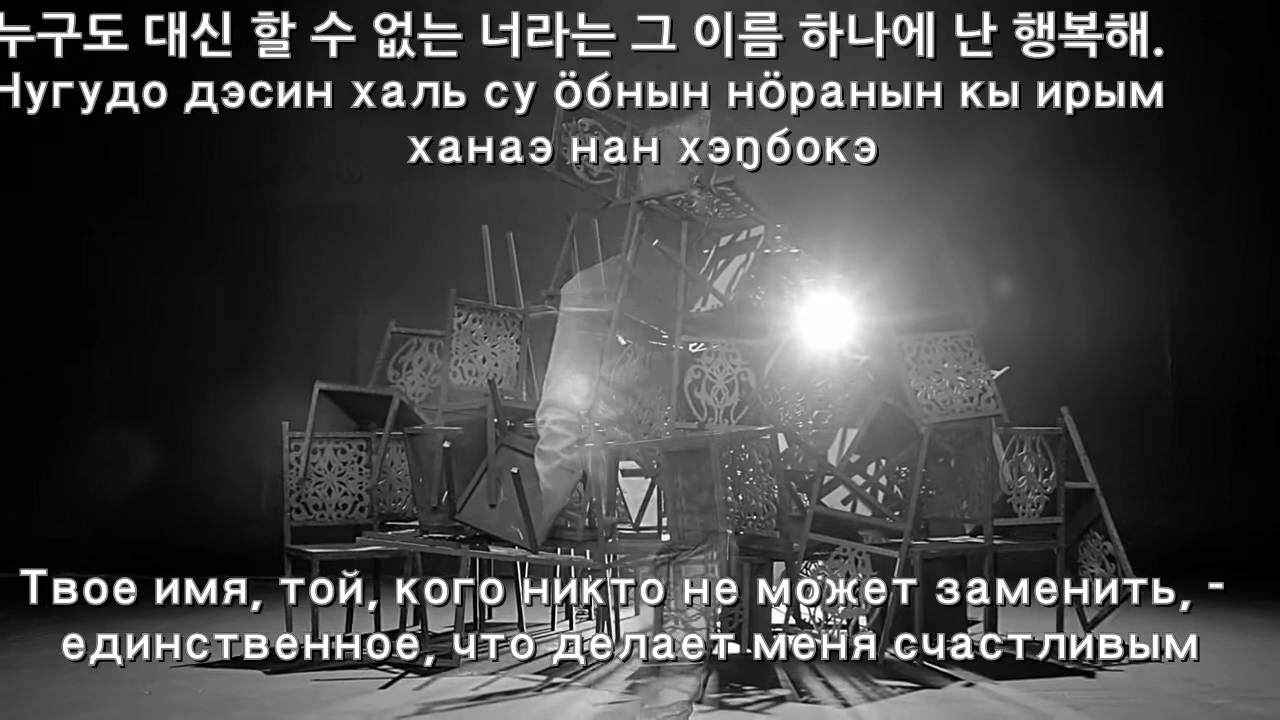 누구도 대신 할 수 없는 너라는 그 이름 하나에 난 행복해.
Нугудо дэсин халь су ӧбнын нӧранын кы ирым
ханаэ нан хэŋбокэ
Твое имя, той, кого никто не может заменить, -
единственное, что делает меня счастливым